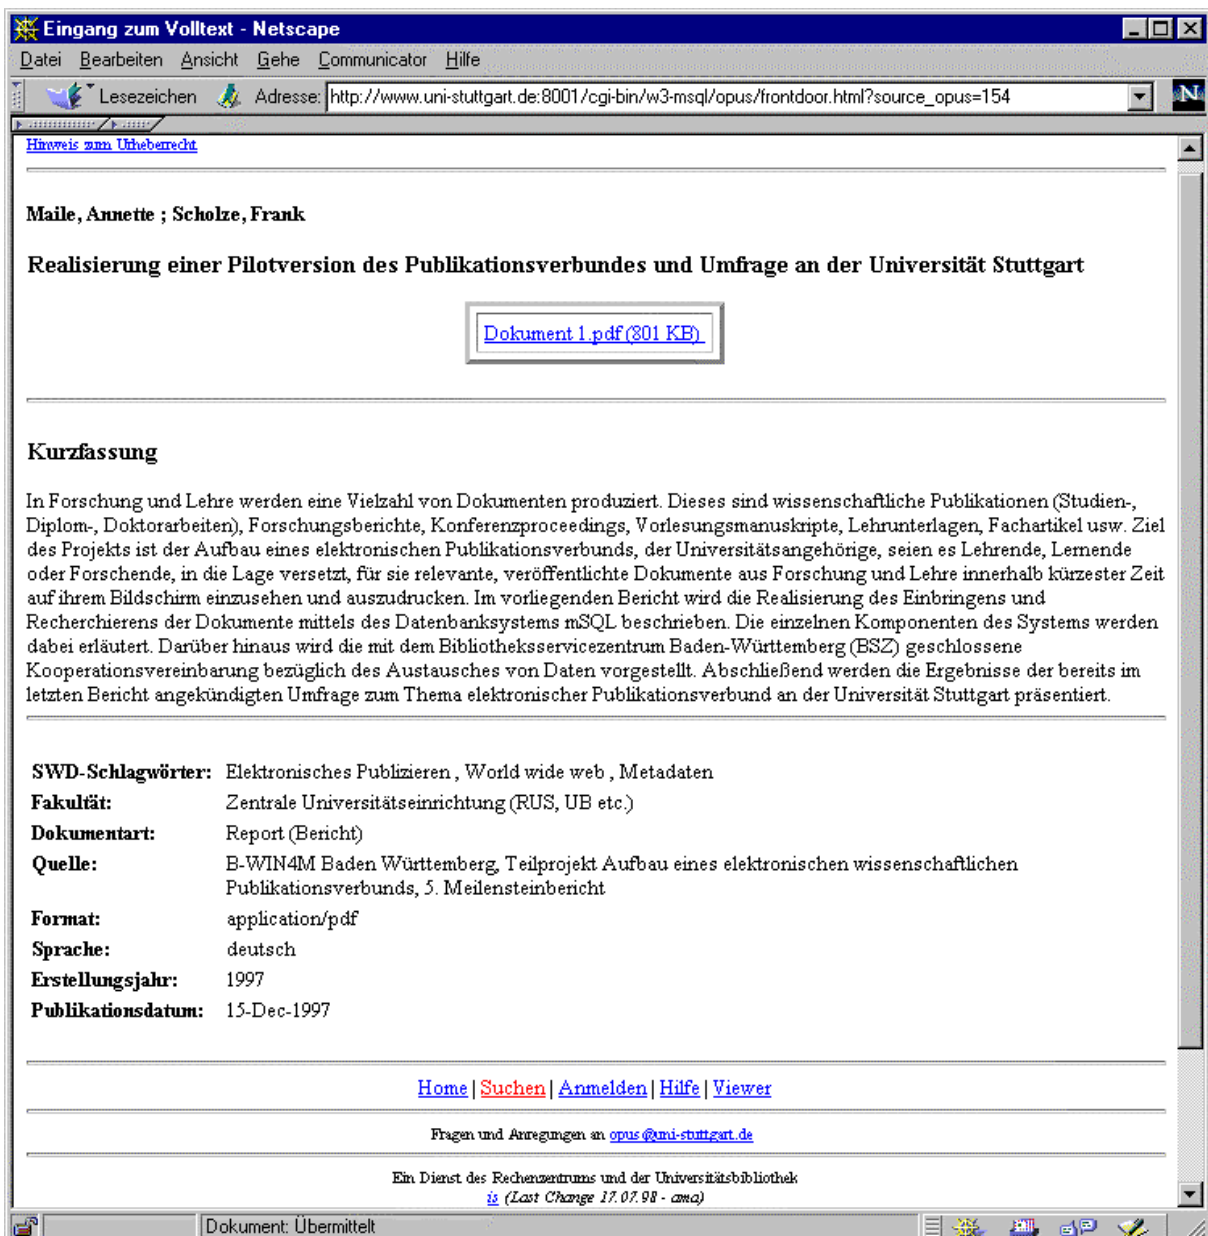 Eingang zum Volltext - Netscape
Datei Bearbeiten Ansicht Gehe Communicator Hilfe
Lesezeichen Adresse: http://www.uni-stuttgart.de:8001/cgi-bin/w3-msql/opus/frontdoor.html?source_opus=154
N
Hinweis zum Urheberrecht
Maile, Annette ; Scholze, Frank
Realisierung einer Pilotversion des Publikationsverbundes und Umfrage an der Universität Stuttgart
Dokument 1.pdf (801 KB)
Kurzfassung
In Forschung und Lehre werden eine Vielzahl von Dokumenten produziert. Dieses sind wissenschaftliche Publikationen (Studien-,
Diplom-, Doktorarbeiten), Forschungsberichte, Konferenzproceedings, Vorlesungsmanuskripte, Lehrunterlagen, Fachartikel usw. Ziel
des Projekts ist der Aufbau eines elektronischen Publikationsverbunds, der Universitätsangehörige, seien es Lehrende, Lernende
oder Forschende, in die Lage versetzt, für sie relevante, veröffentlichte Dokumente aus Forschung und Lehre innerhalb kürzester Zeit
auf ihrem Bildschirm einzusehen und auszudrucken. Im vorliegenden Bericht wird die Realisierung des Einbringens und
Recherchierens der Dokumente mittels des Datenbanksystems mSQL beschrieben. Die einzelnen Komponenten des Systems werden
dabei erläutert. Darüber hinaus wird die mit dem Bibliotheksservicezentrum Baden-Württemberg (BSZ) geschlossene
Kooperationsvereinbarung bezüglich des Austausches von Daten vorgestellt. Abschließend werden die Ergebnisse der bereits im
letzten Bericht angekündigten Umfrage zum Thema elektronischer Publikationsverbund an der Universität Stuttgart präsentiert.
SWD-Schlagwörter: Elektronisches Publizieren , World wide web , Metadaten
Fakultät: Zentrale Universitätseinrichtung (RUS, UB etc.)
Dokumentart: Report (Bericht)
Quelle: B-WIN4M Baden Württemberg, Teilprojekt Aufbau eines elektronischen wissenschaftlichen
Publikationsverbunds, 5. Meilensteinbericht
Format: application/pdf
Sprache: deutsch
Erstellungsjahr: 1997
Publikationsdatum: 15-Dec-1997
Home | Suchen | Anmelden | Hilfe | Viewer
Fragen und Anregungen an opus@uni-stuttgart.de
Ein Dienst des Rechenzentrums und der Universitätsbibliothek
is (Last Change 17.07.98 - ama)
Dokument: Übermittelt